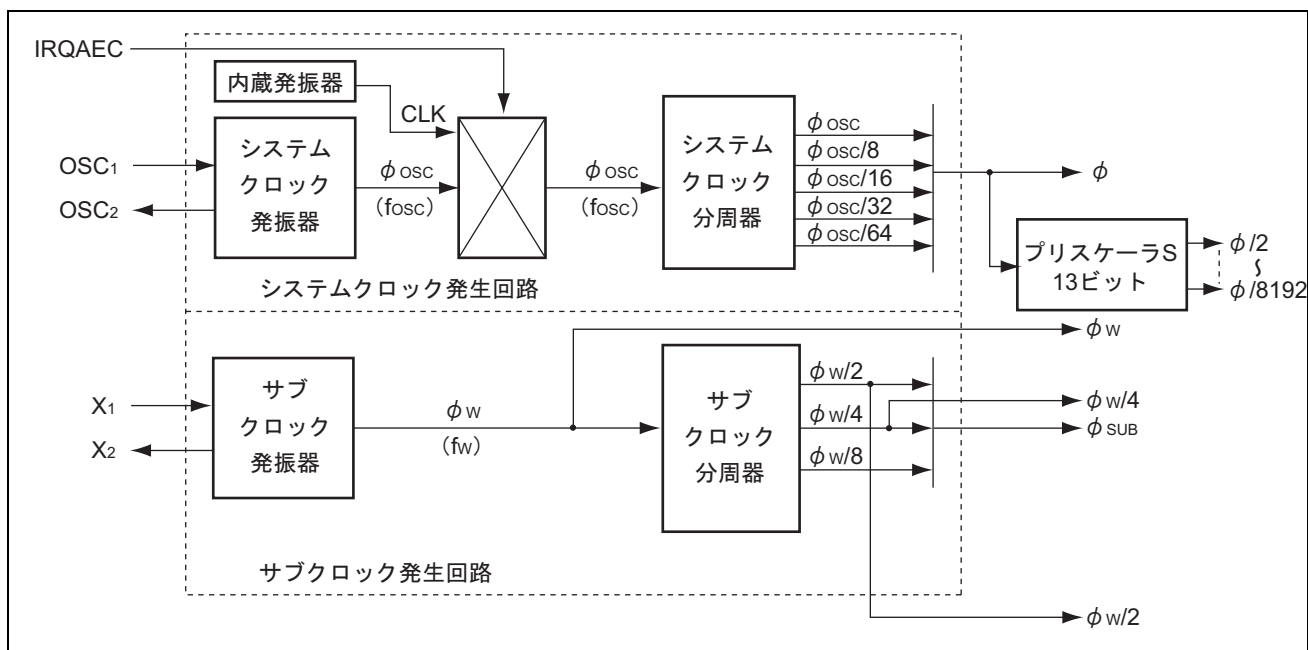 IRQAEC
内蔵発振器
CLK
OSC1
OSC2
システム
クロック
発振器
φOSC
(fOSC)
φOSC
(fOSC)
システム
クロック
分周器
φOSC
φOSC/8
φOSC/16
φOSC/32
φOSC/64
φ
プリスケーラS
13ビット
φ/2
~
φ/8192
システムクロック発生回路
X1
X2
サブ
クロック
発振器
φW
(fW)
サブ
クロック
分周器
φW/2
φW/4
φW/8
φW
φW/4
φSUB
サブクロック発生回路
φW/2